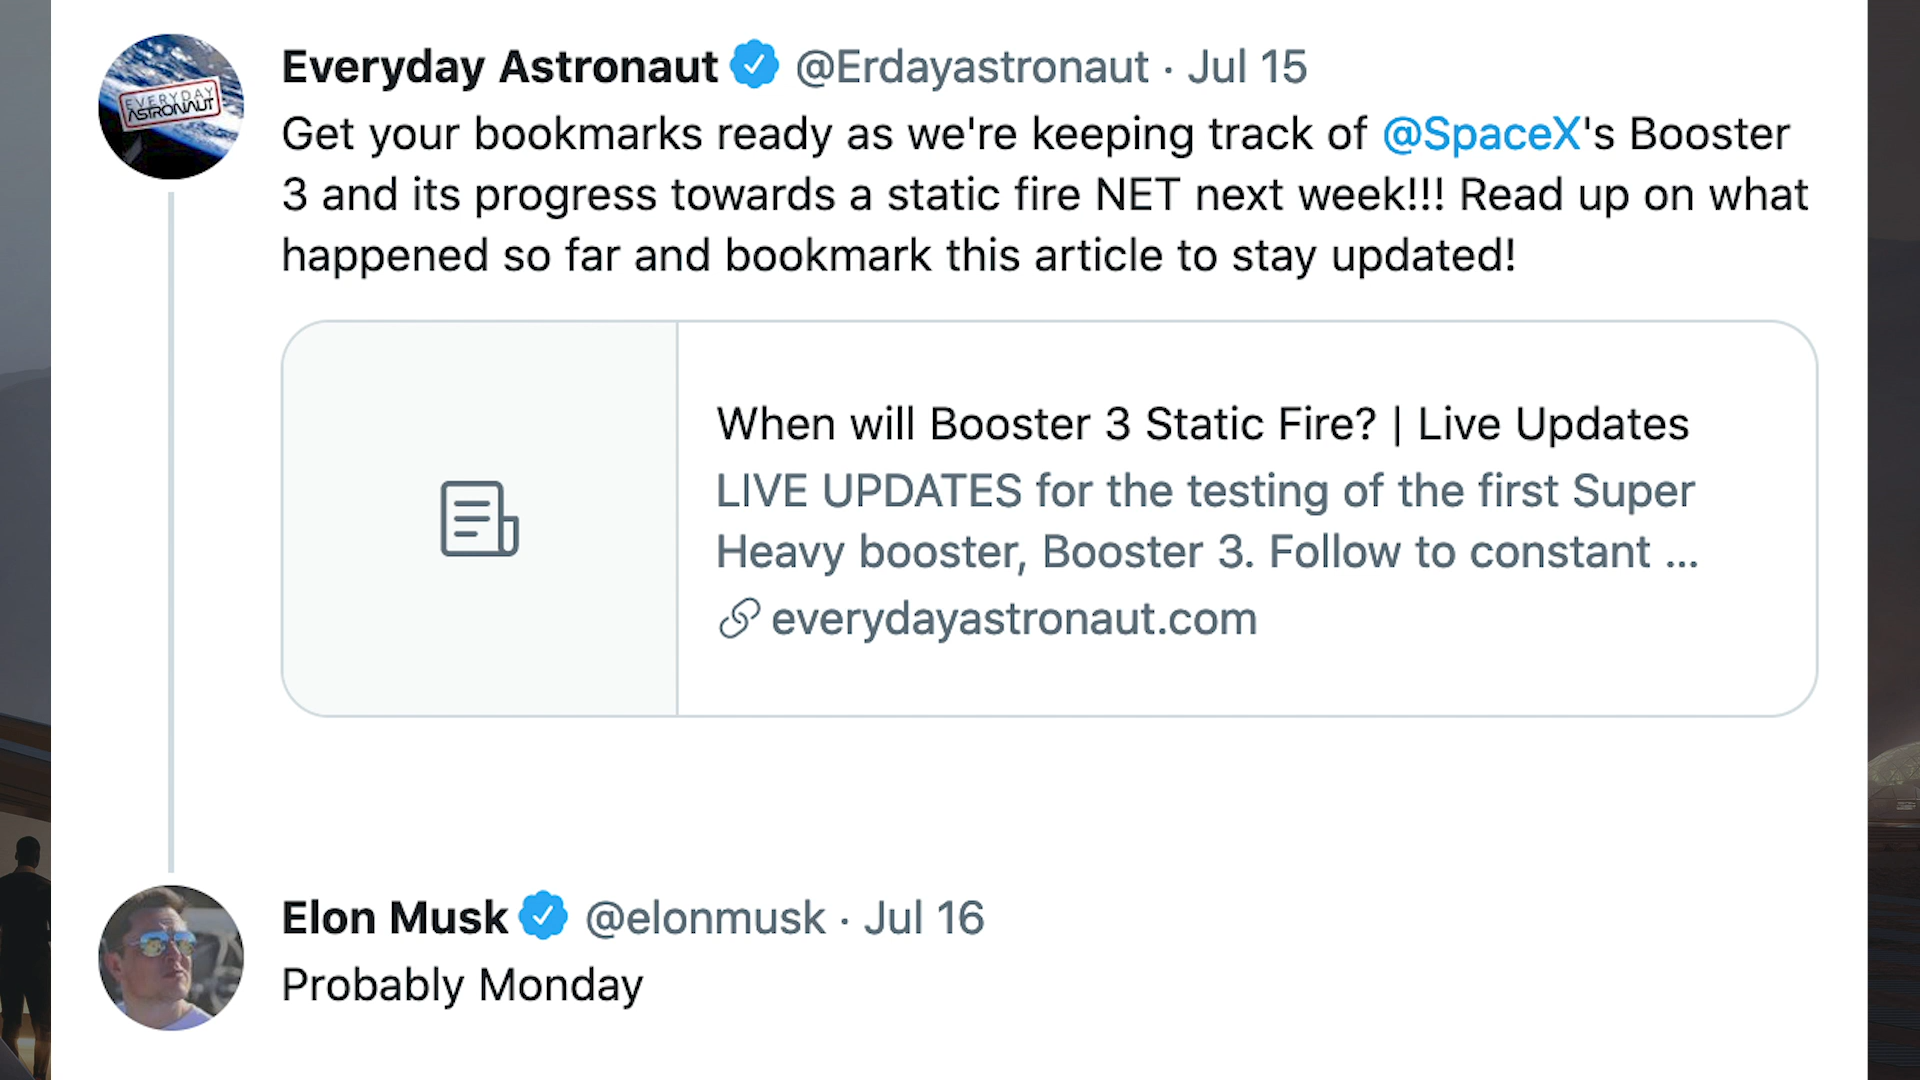 EVERYDAY
ASTRONAUT
Everyday Astronaut @Erdayastronaut · Jul 15
Get your bookmarks ready as we're keeping track of @SpaceX's Booster
3 and its progress towards a static fire NET next week!!! Read up on what
happened so far and bookmark this article to stay updated!
When will Booster 3 Static Fire? | Live Updates
LIVE UPDATES for the testing of the first Super
Heavy booster, Booster 3. Follow to constant ...
everydayastronaut.com
Elon Musk @elonmusk · Jul 16
Probably Monday